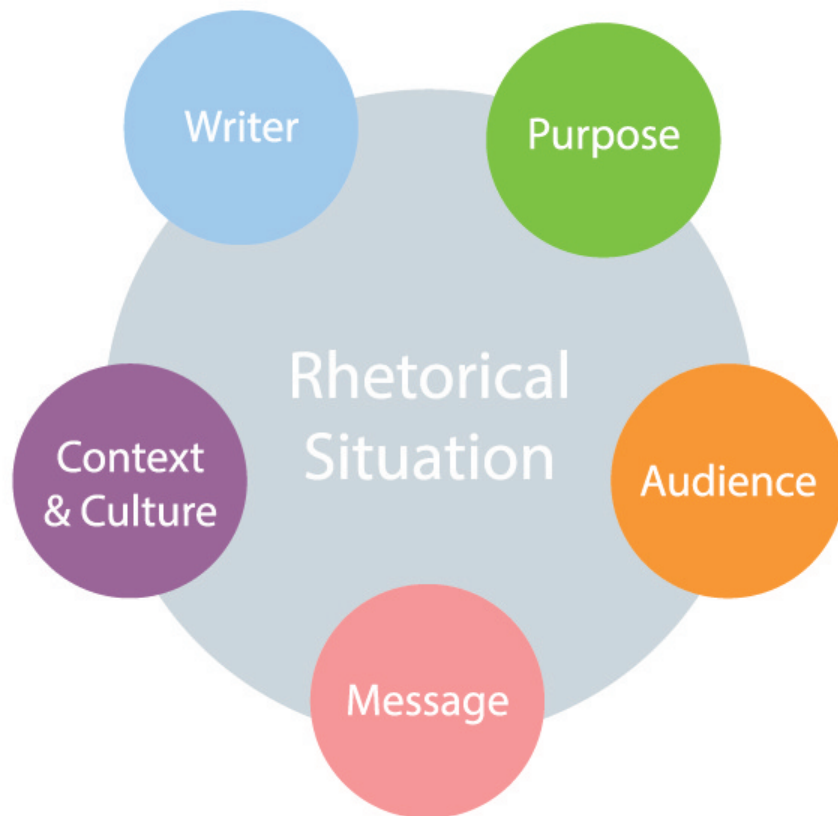 Writer
Purpose
Rhetorical
Situation
Context
& Culture
Audience
Message